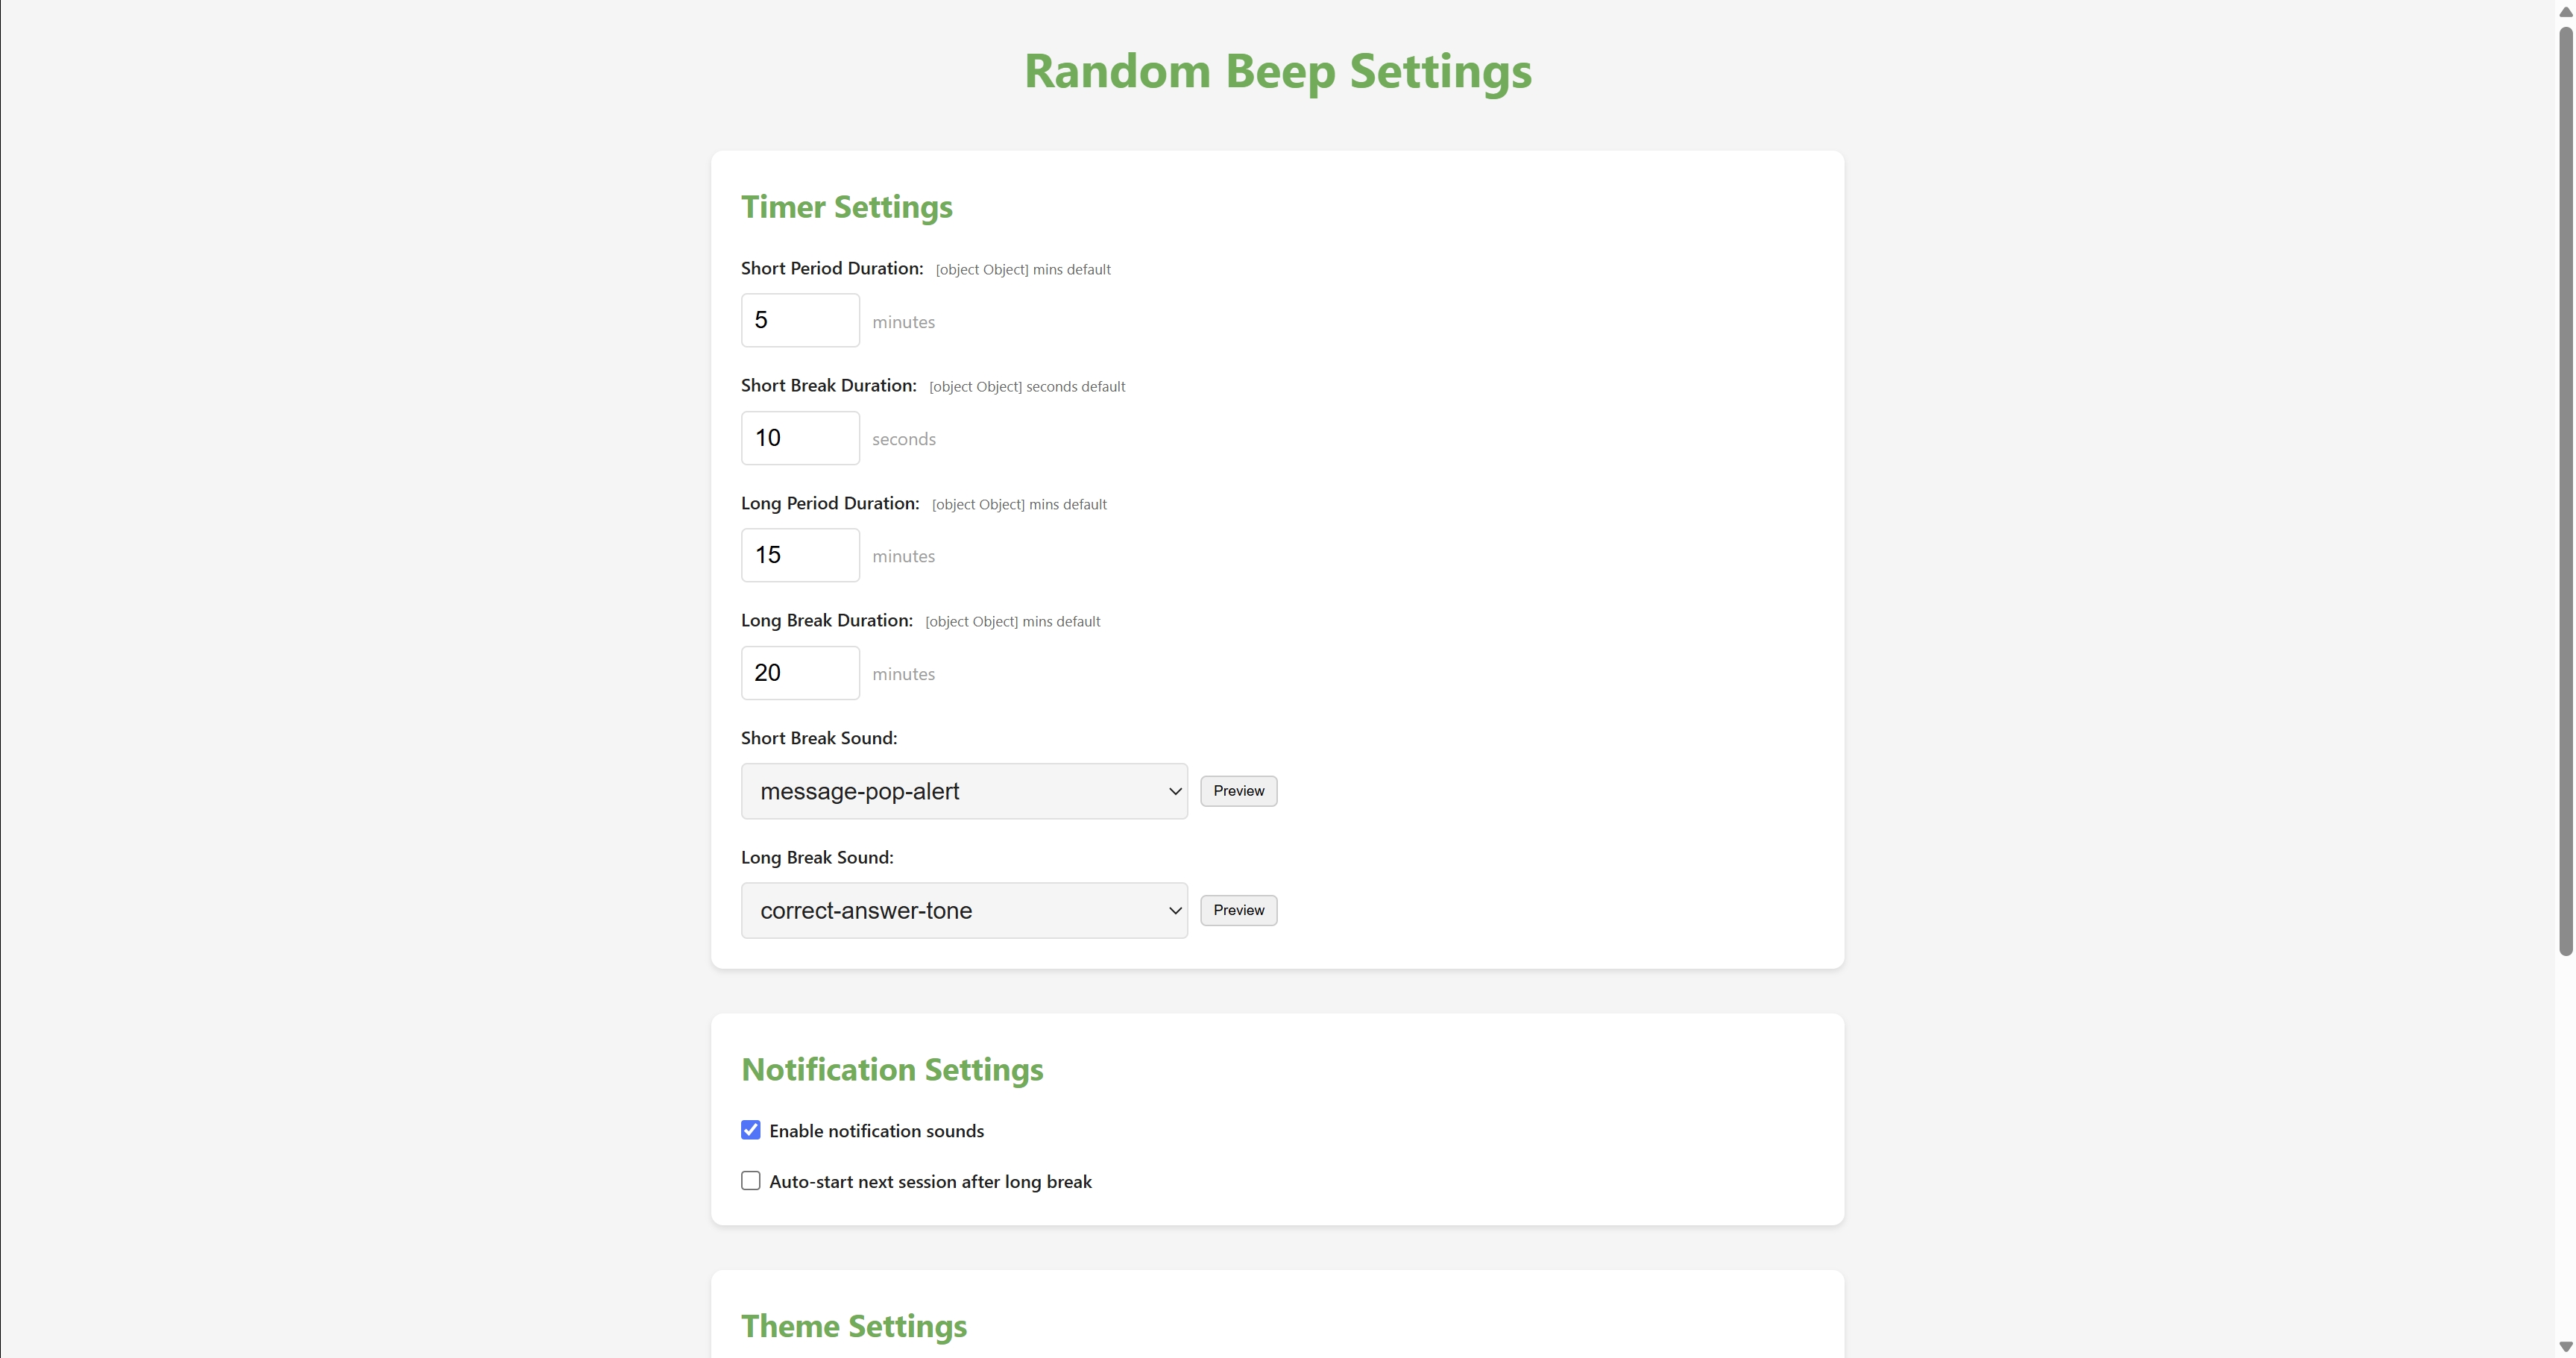 Random Beep Settings
Timer Settings
Short Period Duration: [object Object] mins default
5 minutes
Short Break Duration: [object Object] seconds default
10 seconds
Long Period Duration: [object Object] mins default
15 minutes
Long Break Duration: [object Object] mins default
20 minutes
Short Break Sound:
message-pop-alert Preview
Long Break Sound:
correct-answer-tone Preview
Notification Settings
Enable notification sounds
Auto-start next session after long break
Theme Settings